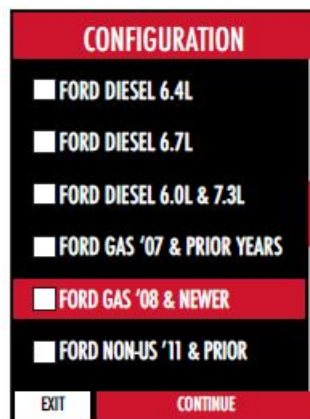 CONFIGURATION
FORD DIESEL 6.4L
FORD DIESEL 6.7L
FORD DIESEL 6.0L & 7.3L
FORD GAS '07 & PRIOR YEARS
FORD GAS '08 & NEWER
FORD NON-US '11 & PRIOR
EXIT CONTINUE